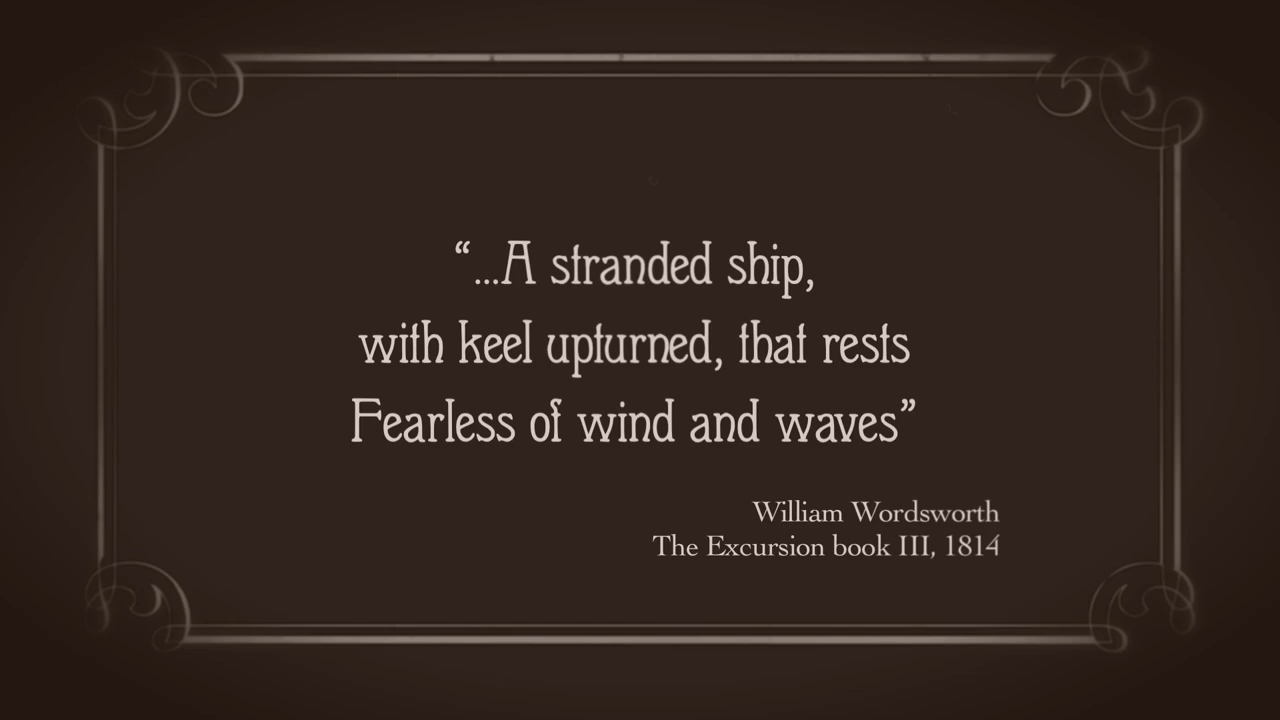 “...A stranded ship,
with keel upturned, that rests
Fearless of wind and waves”
William Wordsworth
The Excursion book III, 1814